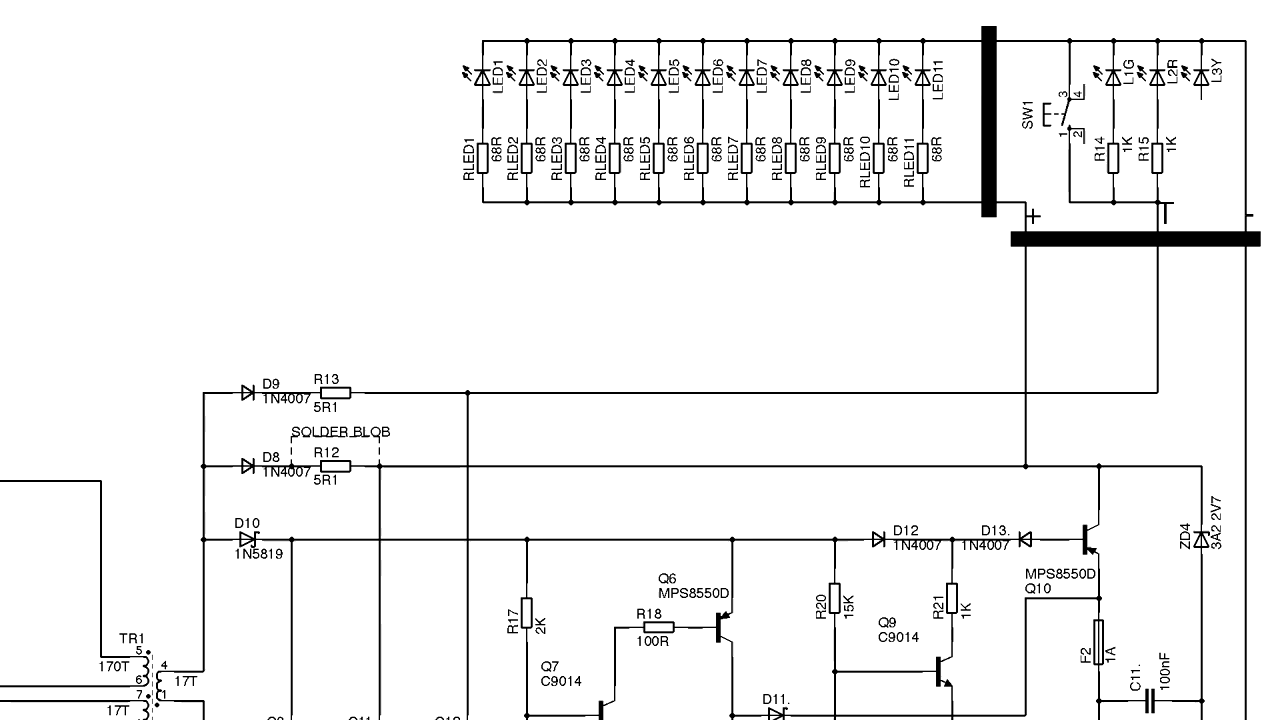 LED1
LED2
LED3
LED4
LED5
LED6
LED7
LED8
LED9
LED10
LED11
L1G
L2R
L3Y
SW1
3
4
1
2
RLED1
68R
RLED2
68R
RLED3
68R
RLED4
68R
RLED5
68R
RLED6
68R
RLED7
68R
RLED8
68R
RLED9
68R
RLED10
68R
RLED11
68R
R14
1K
R15
1K
+
T
-
D9
1N4007
R13
5R1
SOLDER BLOB
D8
1N4007
R12
5R1
D10
1N5819
D12
1N4007
D13.
1N4007
ZD4
3A2 2V7
MPS8550D
Q10
Q6
MPS8550D
R17
2K
R18
100R
R20
15K
R21
1K
Q9
C9014
F2
1A
TR1
5
170T
6
7
17T
4
17T
1
Q7
C9014
D11.
C11.
100nF